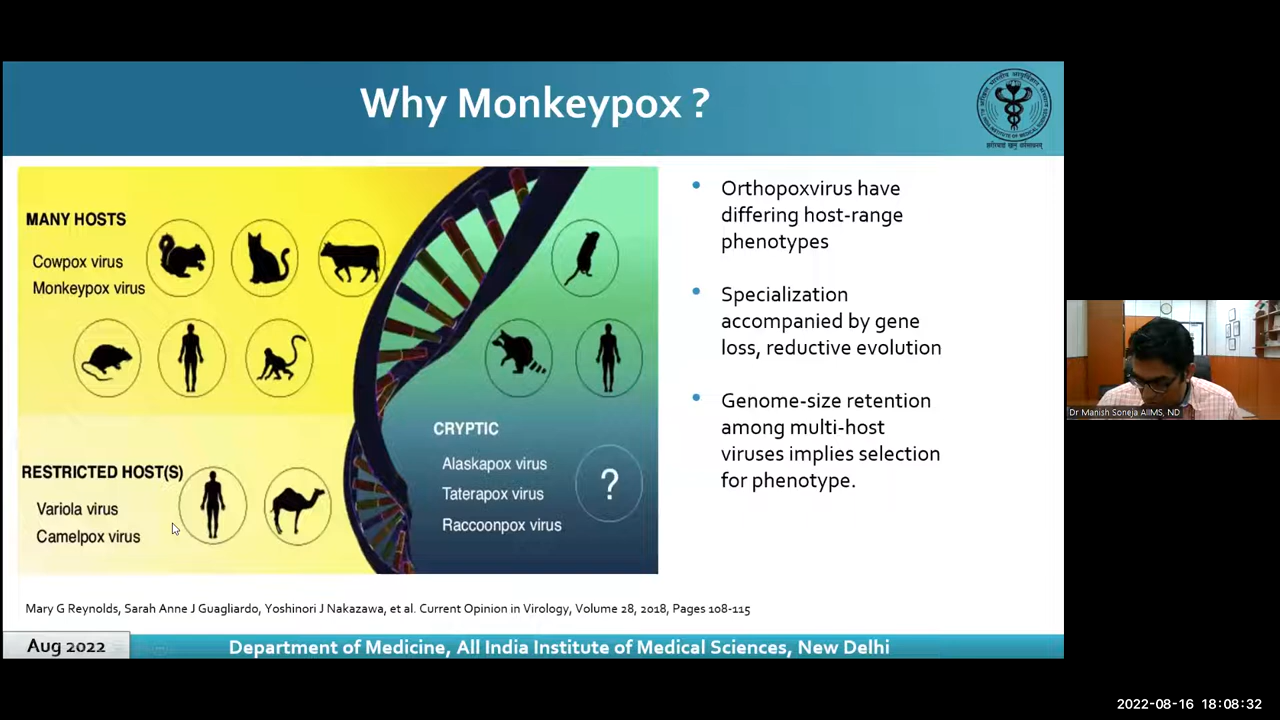 Why Monkeypox ?
MANY HOSTS
Cowpox virus
Monkeypox virus
RESTRICTED HOST(S)
Variola virus
Camelpox virus
CRYPTIC
Alaskapox virus
Taterapox virus
Raccoonpox virus
?
• Orthopoxvirus have
differing host-range
phenotypes
• Specialization
accompanied by gene
loss, reductive evolution
• Genome-size retention
among multi-host
viruses implies selection
for phenotype.
Mary G Reynolds, Sarah Anne J Guagliardo, Yoshinori J Nakazawa, et al. Current Opinion in Virology, Volume 28, 2018, Pages 108-115
Aug 2022
Department of Medicine, All India Institute of Medical Sciences, New Delhi
Dr Manish Soneja AIIMS, ND
2022-08-16 18:08:32